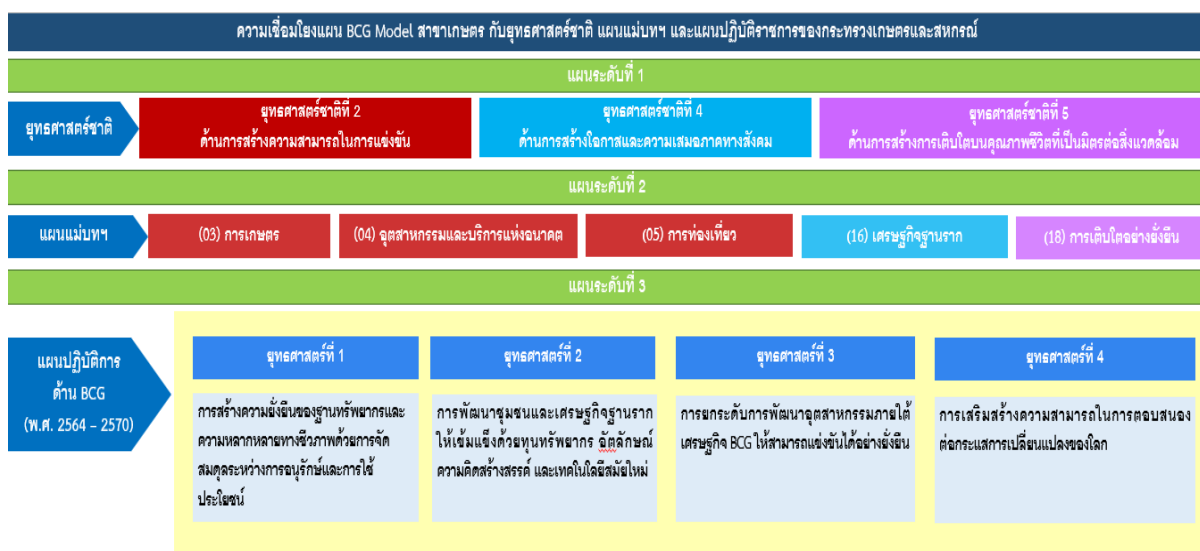 ความเชื่อมโยงแผน BCG Model สาขาเกษตร กับยุทธศาสตร์ชาติ แผนแม่บทฯ และแผนปฏิบัติราชการของกระทรวงเกษตรและสหกรณ์
แผนระดับที่ 1
ยุทธศาสตร์ชาติ
ยุทธศาสตร์ชาติที่ 2
ด้านการสร้างความสามารถในการแข่งขัน
ยุทธศาสตร์ชาติที่ 4
ด้านการสร้างโอกาสและความเสมอภาคทางสังคม
ยุทธศาสตร์ชาติที่ 5
ด้านการสร้างการเติบโตบนคุณภาพชีวิตที่เป็นมิตรต่อสิ่งแวดล้อม
แผนระดับที่ 2
แผนแม่บทฯ
(03) การเกษตร
(04) อุตสาหกรรมและบริการแห่งอนาคต
(05) การท่องเที่ยว
(16) เศรษฐกิจฐานราก
(18) การเติบโตอย่างยั่งยืน
แผนระดับที่ 3
แผนปฏิบัติการ
ด้าน BCG
(พ.ศ. 2564 – 2570)
ยุทธศาสตร์ที่ 1
การสร้างความยั่งยืนของฐานทรัพยากรและ
ความหลากหลายทางชีวภาพด้วยการจัด
สมดุลระหว่างการอนุรักษ์และการใช้
ประโยชน์
ยุทธศาสตร์ที่ 2
การพัฒนาชุมชนและเศรษฐกิจฐานราก
ให้เข้มแข็งด้วยทุนทรัพยากร อัตลักษณ์
ความคิดสร้างสรรค์ และเทคโนโลยีสมัยใหม่
ยุทธศาสตร์ที่ 3
การยกระดับการพัฒนาอุตสาหกรรมภายใต้
เศรษฐกิจ BCG ให้สามารถแข่งขันได้อย่างยั่งยืน
ยุทธศาสตร์ที่ 4
การเสริมสร้างความสามารถในการตอบสนอง
ต่อกระแสการเปลี่ยนแปลงของโลก